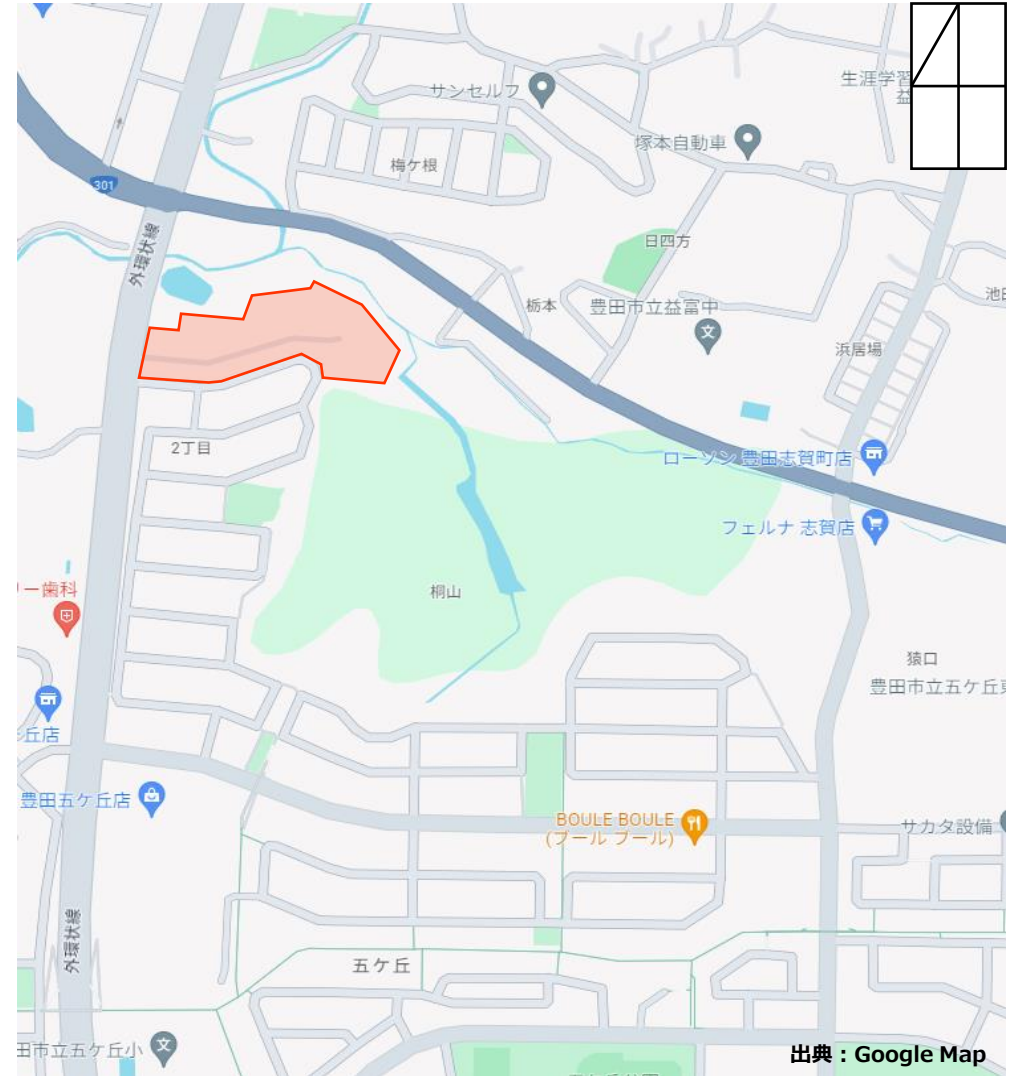 サンセルフ
生涯学習
益
塚本自動車
梅ケ根
301
外環状線
日四方
池田
栃本
豊田市立益富中
文
浜居場
2丁目
ローソン 豊田志賀町店
フェルナ 志賀店
ー歯科
桐山
猿口
豊田市立五ケ丘東
丘店
豊田五ケ丘店
BOULE BOULE
(ブール ブール)
サカタ設備
外環状線
五ケ丘
田市立五ケ丘小
文
出典：Google Map